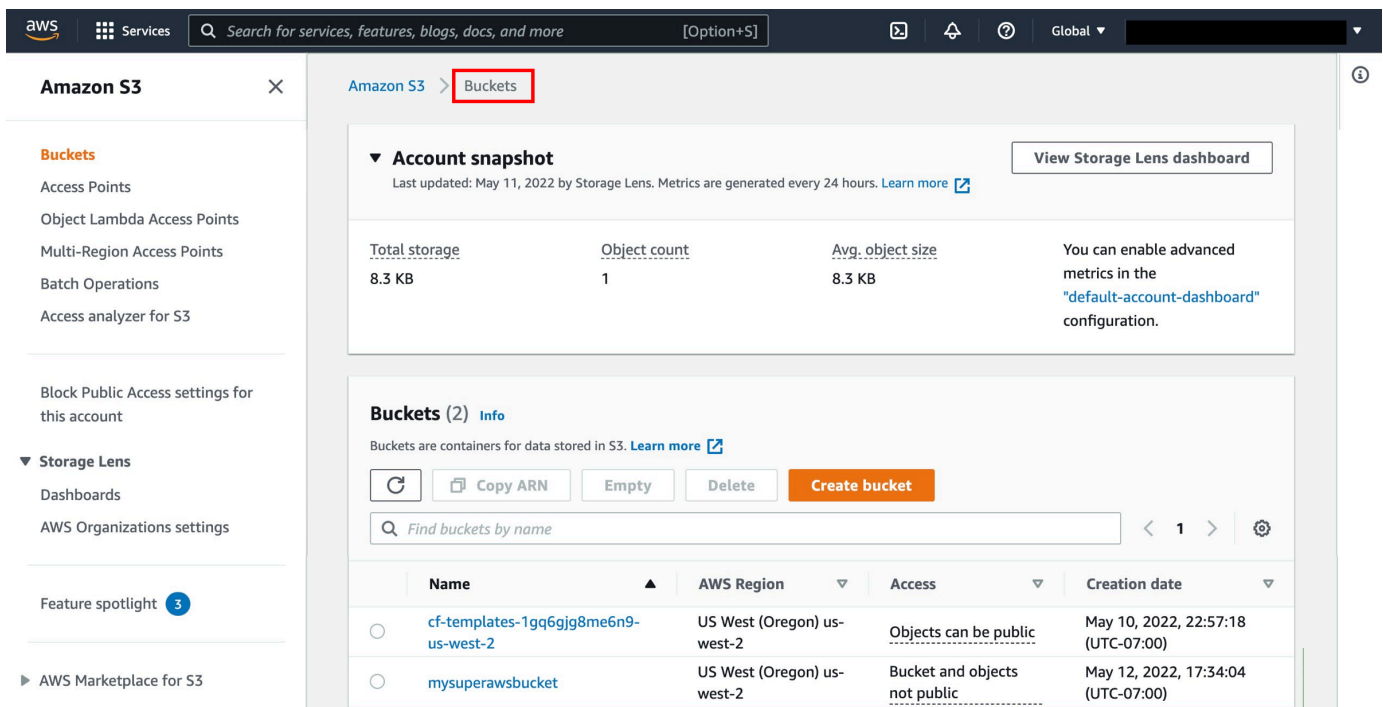 aws
Services
Search for services, features, blogs, docs, and more
[Option+S]
Global
Amazon S3
Buckets
Access Points
Object Lambda Access Points
Multi-Region Access Points
Batch Operations
Access analyzer for S3
Block Public Access settings for
this account
Storage Lens
Dashboards
AWS Organizations settings
Feature spotlight 3
AWS Marketplace for S3
Amazon S3 > Buckets
Account snapshot
Last updated: May 11, 2022 by Storage Lens. Metrics are generated every 24 hours. Learn more
View Storage Lens dashboard
Total storage
8.3 KB
Object count
1
Avg. object size
8.3 KB
You can enable advanced
metrics in the
"default-account-dashboard"
configuration.
Buckets (2) Info
Buckets are containers for data stored in S3. Learn more
Copy ARN
Empty
Delete
Create bucket
Find buckets by name
< 1 >
Name
AWS Region
Access
Creation date
cf-templates-1gq6gjg8me6n9-
us-west-2
US West (Oregon) us-
west-2
Objects can be public
May 10, 2022, 22:57:18
(UTC-07:00)
mysuperawsbucket
US West (Oregon) us-
west-2
Bucket and objects
not public
May 12, 2022, 17:34:04
(UTC-07:00)